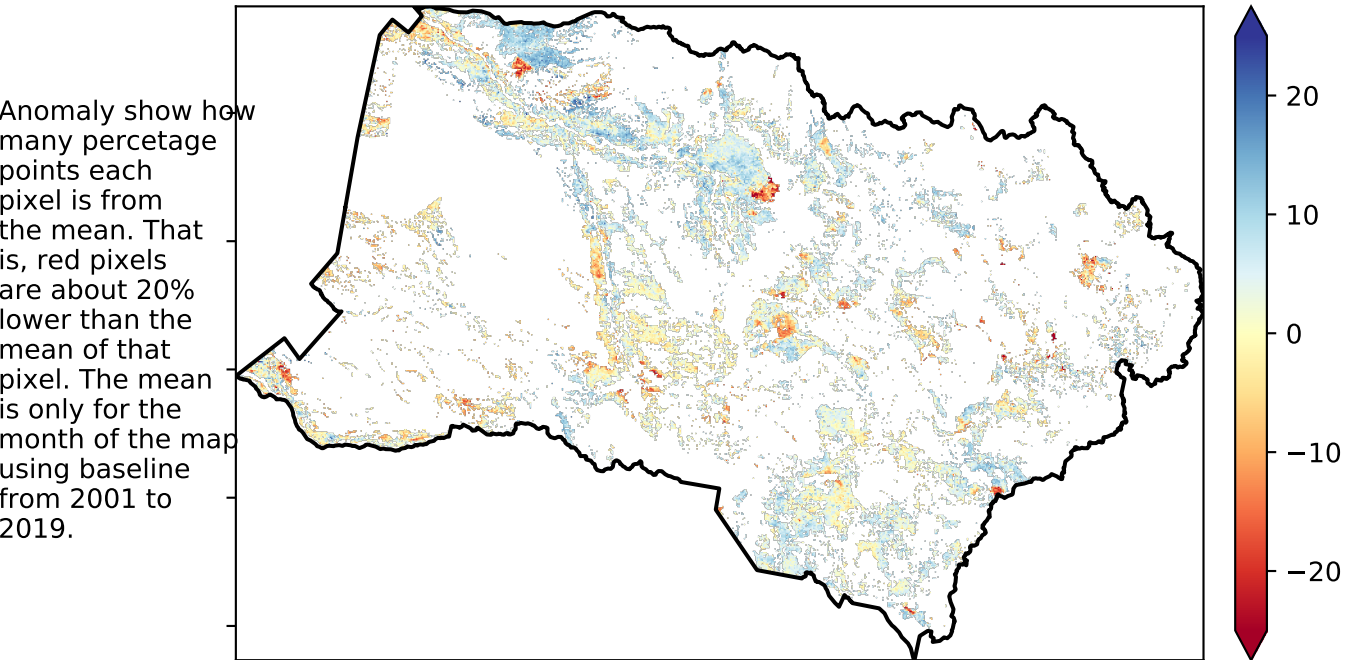 Anomaly show how
many percetage
points each
pixel is from
the mean. That
is, red pixels
are about 20%
lower than the
mean of that
pixel. The mean
is only for the
month of the map
using baseline
from 2001 to
2019.
20
10
0
−10
−20